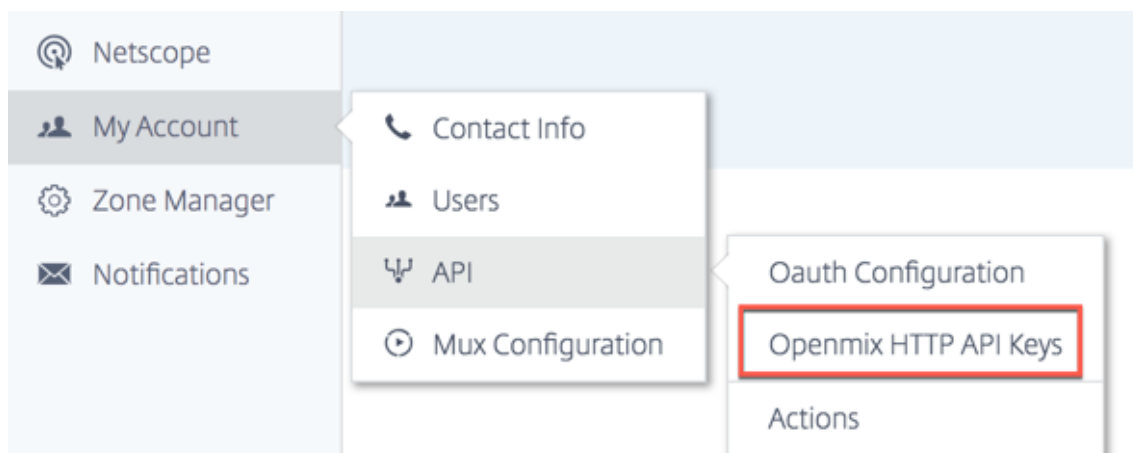 Netscope
My Account
Zone Manager
Notifications
Contact Info
Users
API
Mux Configuration
Oauth Configuration
Openmix HTTP API Keys
Actions